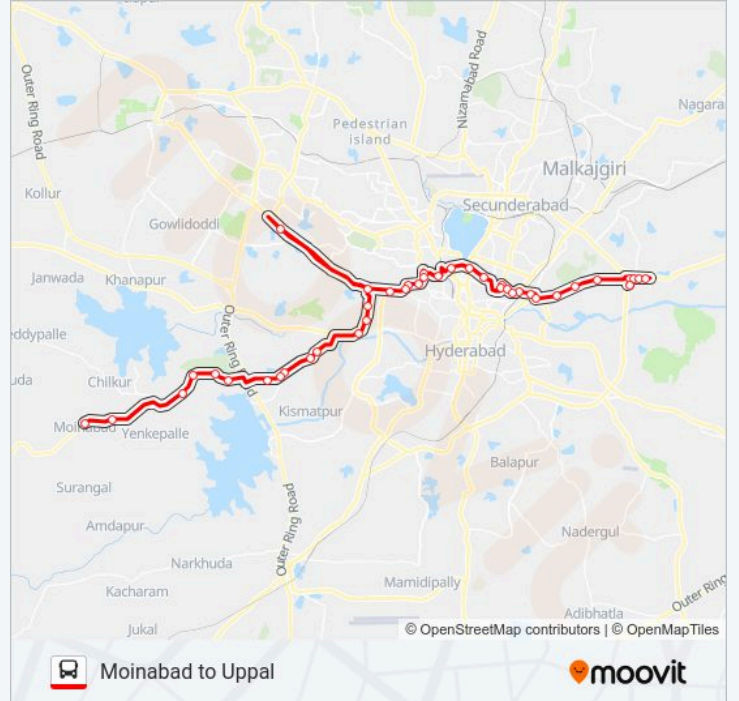 Outer Ring Road
Nizamabad Road
Nagara
Pedestrian
island
Malkajgiri
Kollur
Secunderabad
Gowlidoddi
Janwada
Khanapur
Outer Ring
d
eddypalle
Hyderabad
uda
Chilkur
Kismatpur
Moinabad
Yenkepalle
Balapur
Surangal
Outer Ring Road
Amdapur
Nadergul
Narkhuda
Mamidipally
Kacharam
Outer Ring
Adibhatla
Jukal
© OpenStreetMap contributors | © OpenMapTiles
Moinabad to Uppal
moovit